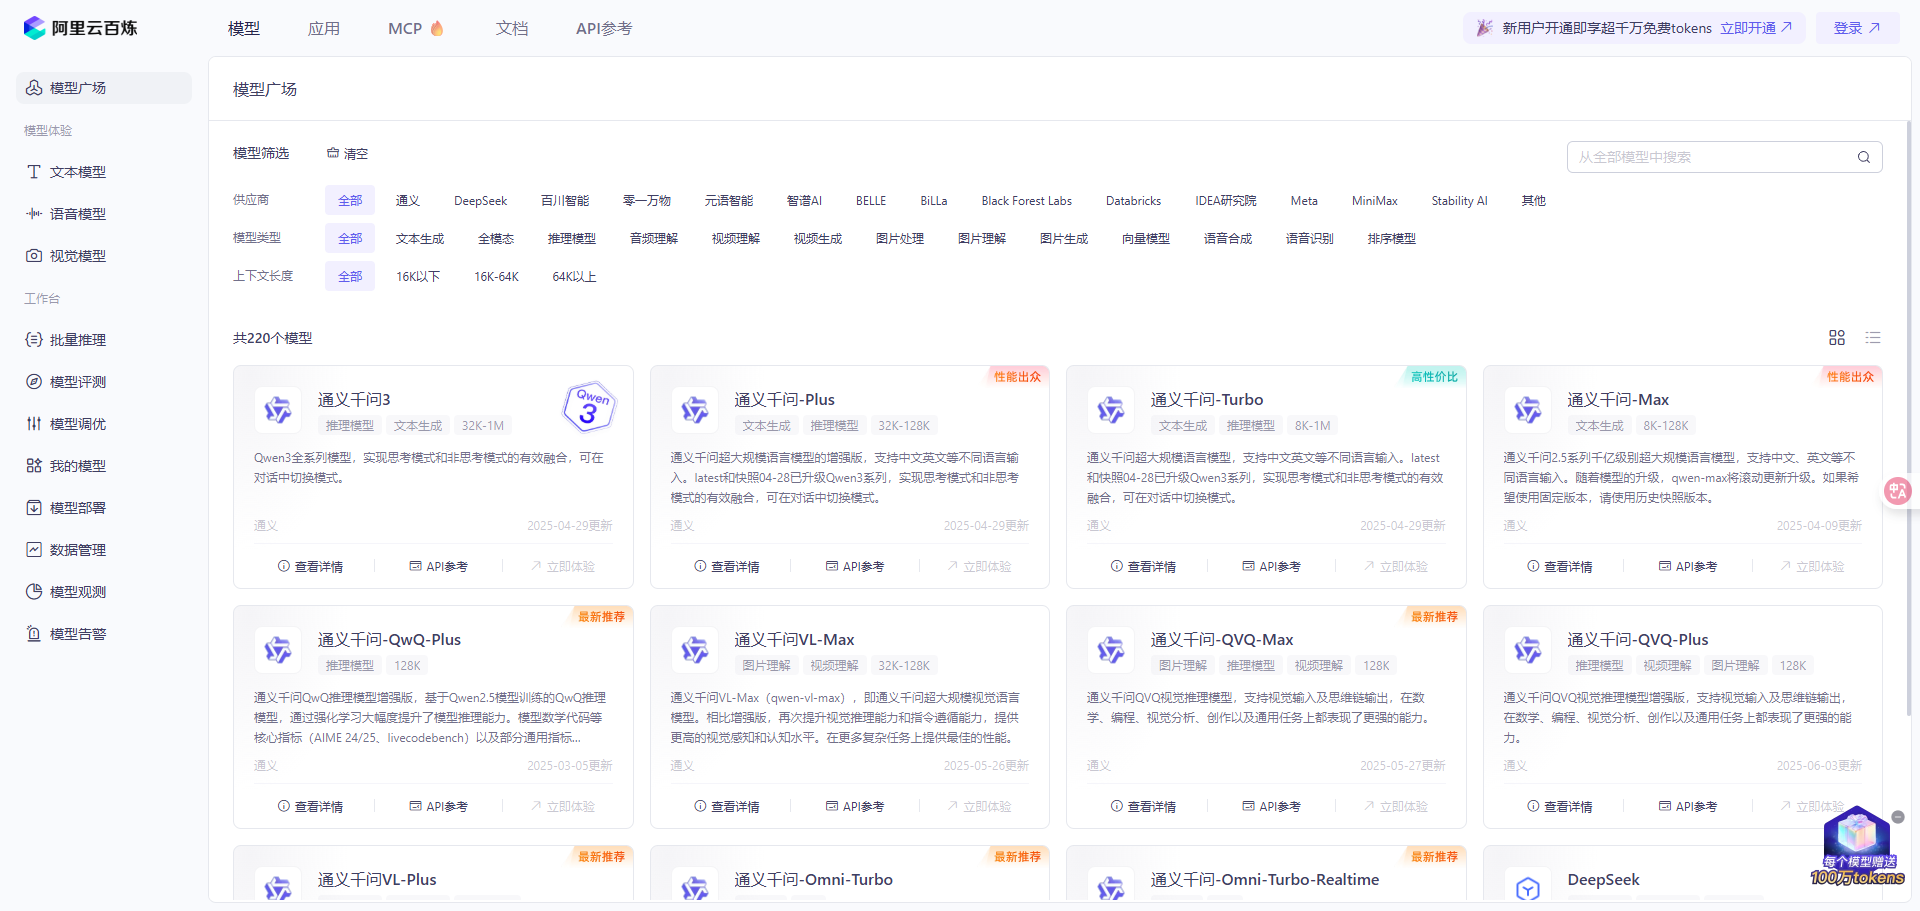 阿里云百炼
模型
应用
MCP
文档
API参考
新用户开通即享超千万免费tokens 立即开通
登录
模型广场
模型体验
文本模型
语音模型
视觉模型
工作台
批量推理
模型评测
模型调优
我的模型
模型部署
数据管理
模型观测
模型告警
模型广场
模型筛选 清空
从全部模型中搜索
供应商 全部 通义 DeepSeek 百川智能 零一万物 元语智能 智谱AI BELLE BiLLa Black Forest Labs Databricks IDEA研究院 Meta MiniMax Stability AI 其他
模型类型 全部 文本生成 全模态 推理模型 音频理解 视频理解 视频生成 图片处理 图片理解 图片生成 向量模型 语音合成 语音识别 排序模型
上下文长度 全部 16K以下 16K-64K 64K以上
共220个模型
通义千问3
Qwen
3
推理模型 文本生成 32K-1M
Qwen3全系列模型，实现思考模式和非思考模式的有效融合，可在
对话中切换模式。
通义 2025-04-29更新
查看详情 API参考 立即体验
性能出众
通义千问-Plus
文本生成 推理模型 32K-128K
通义千问超大规模语言模型的增强版，支持中文英文等不同语言输
入。latest和快照04-28已升级Qwen3系列，实现思考模式和非思考
模式的有效融合，可在对话中切换模式。
通义 2025-04-29更新
查看详情 API参考 立即体验
高性价比
通义千问-Turbo
文本生成 推理模型 8K-1M
通义千问超大规模语言模型，支持中文英文等不同语言输入。latest
和快照04-28已升级Qwen3系列，实现思考模式和非思考模式的有效
融合，可在对话中切换模式。
通义 2025-04-29更新
查看详情 API参考 立即体验
性能出众
通义千问-Max
文本生成 8K-128K
通义千问2.5系列千亿级别超大规模语言模型，支持中文、英文等不
同语言输入。随着模型的升级，qwen-max将滚动更新升级。如果希
望使用固定版本，请使用历史快照版本。
通义 2025-04-09更新
查看详情 API参考 立即体验
最新推荐
通义千问-QwQ-Plus
推理模型 128K
通义千问QwQ推理模型增强版，基于Qwen2.5模型训练的QwQ推理
模型，通过强化学习大幅度提升了模型推理能力。模型数学代码等
核心指标（AIME 24/25、livecodebench）以及部分通用指标...
通义 2025-03-05更新
查看详情 API参考 立即体验
通义千问VL-Max
图片理解 视频理解 32K-128K
通义千问VL-Max（qwen-vl-max），即通义千问超大规模视觉语言
模型。相比增强版，再次提升视觉推理能力和指令遵循能力，提供
更高的视觉感知和认知水平。在更多复杂任务上提供最佳的性能。
通义 2025-05-26更新
查看详情 API参考 立即体验
最新推荐
通义千问-QVQ-Max
图片理解 推理模型 视频理解 128K
通义千问QVQ视觉推理模型，支持视觉输入及思维链输出，在数
学、编程、视觉分析、创作以及通用任务上都表现了更强的能力。
通义 2025-05-27更新
查看详情 API参考 立即体验
通义千问-QVQ-Plus
推理模型 视频理解 图片理解 128K
通义千问QVQ视觉推理模型增强版，支持视觉输入及思维链输出，
在数学、编程、视觉分析、创作以及通用任务上都表现了更强的能
力。
通义 2025-06-03更新
查看详情 API参考 立即体验
最新推荐
通义千问VL-Plus
最新推荐
通义千问-Omni-Turbo
最新推荐
通义千问-Omni-Turbo-Realtime
DeepSeek
每个模型赠送
100万tokens
中A